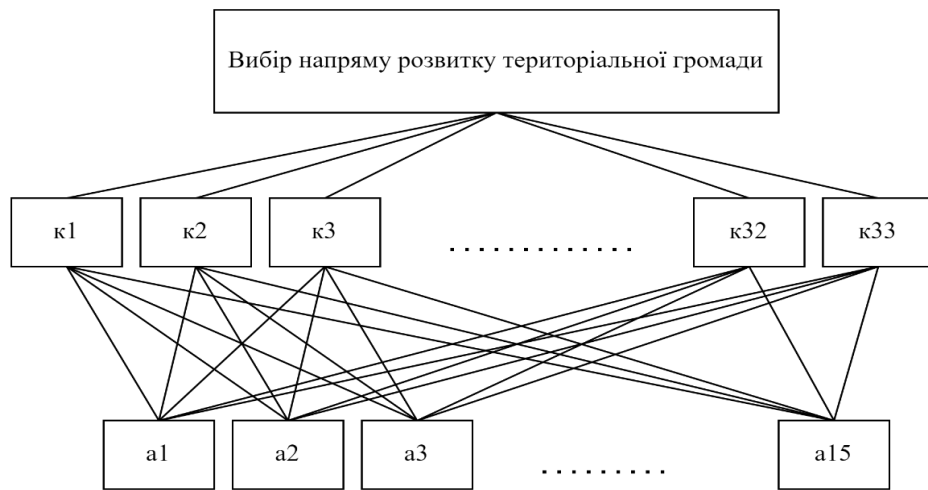 Вибір напряму розвитку територіальної громади
к1 к2 к3 ............. к32 к33
а1 а2 а3 ......... а15